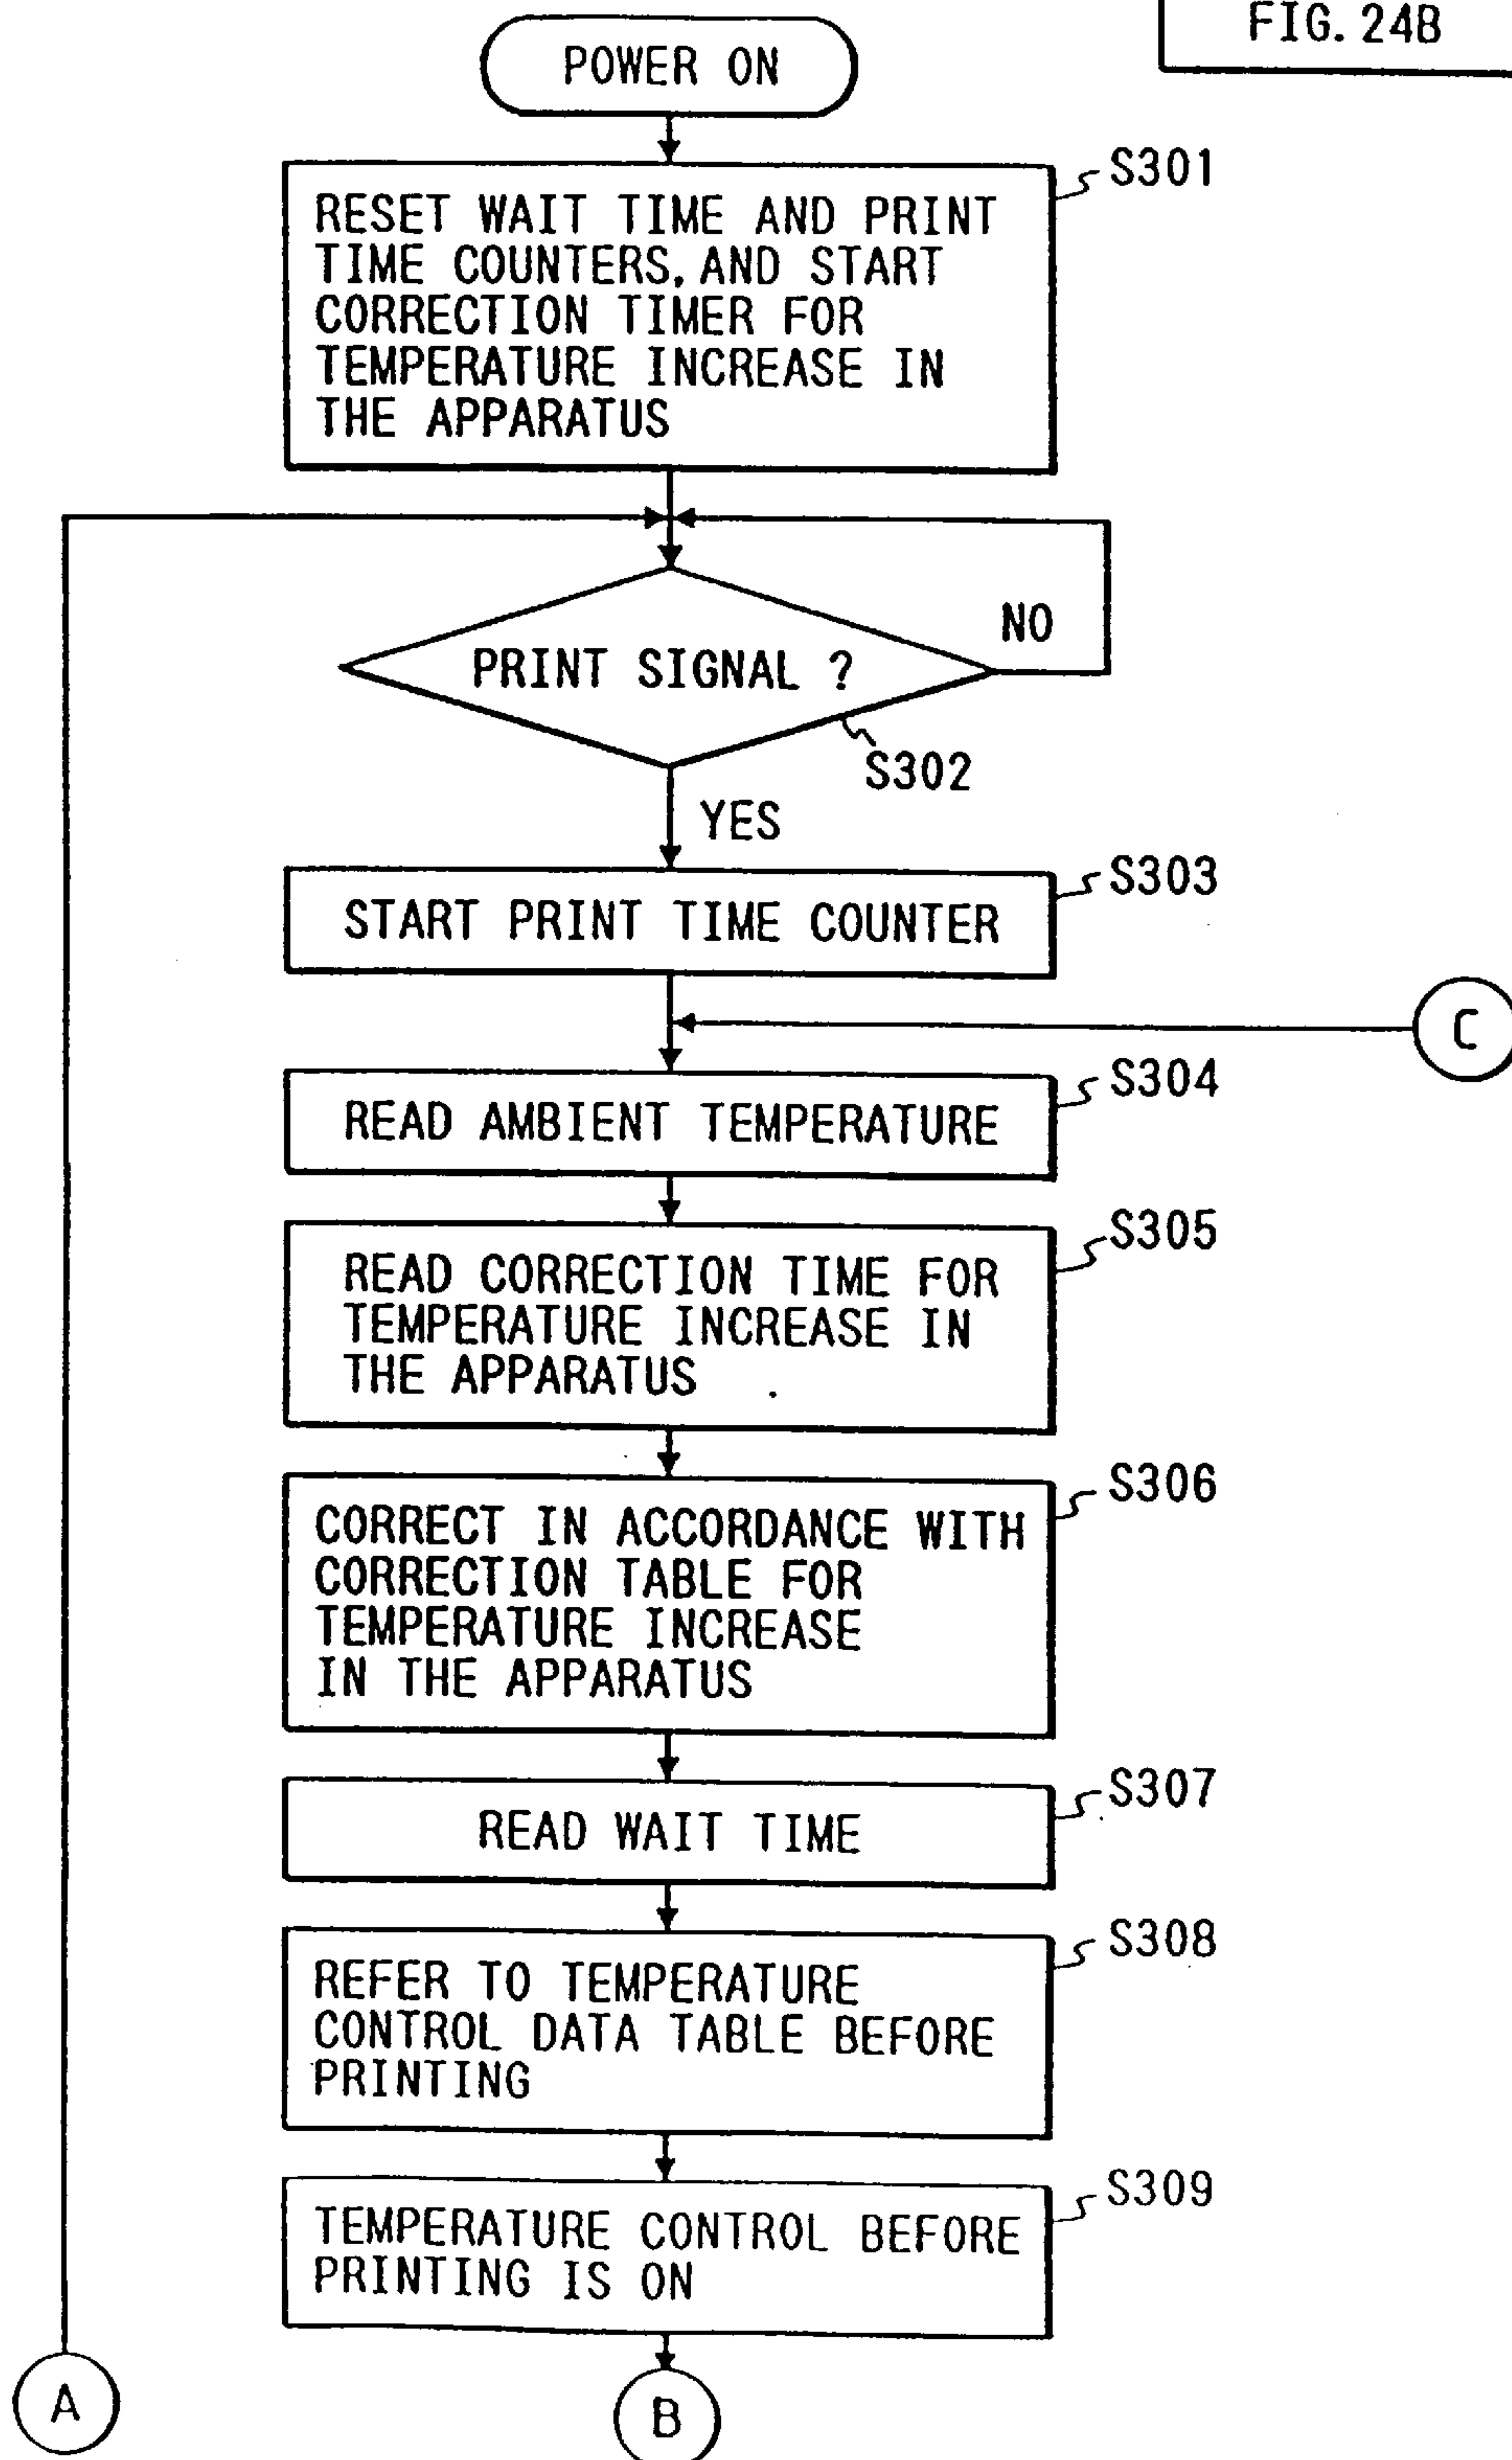 FIG. 24B
POWER ON
S301
RESET WAIT TIME AND PRINT
TIME COUNTERS, AND START
CORRECTION TIMER FOR
TEMPERATURE INCREASE IN
THE APPARATUS
NO
PRINT SIGNAL ?
S302
YES
S303
START PRINT TIME COUNTER
C
S304
READ AMBIENT TEMPERATURE
S305
READ CORRECTION TIME FOR
TEMPERATURE INCREASE IN
THE APPARATUS
S306
CORRECT IN ACCORDANCE WITH
CORRECTION TABLE FOR
TEMPERATURE INCREASE
IN THE APPARATUS
S307
READ WAIT TIME
S308
REFER TO TEMPERATURE
CONTROL DATA TABLE BEFORE
PRINTING
S309
TEMPERATURE CONTROL BEFORE
PRINTING IS ON
A
B